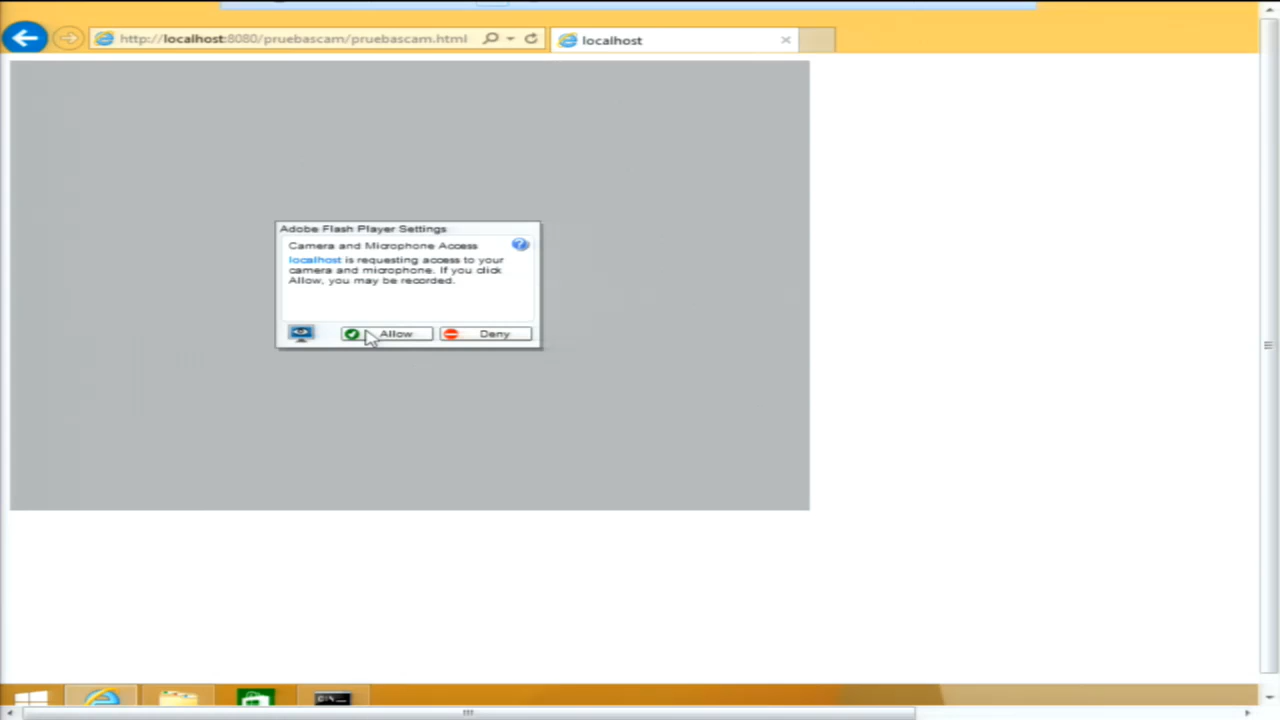 http://localhost:8080/pruebascam/pruebascam.html
localhost
Adobe Flash Player Settings
Camera and Microphone Access
localhost is requesting access to your
camera and microphone. If you click
Allow, you may be recorded.
Allow
Deny